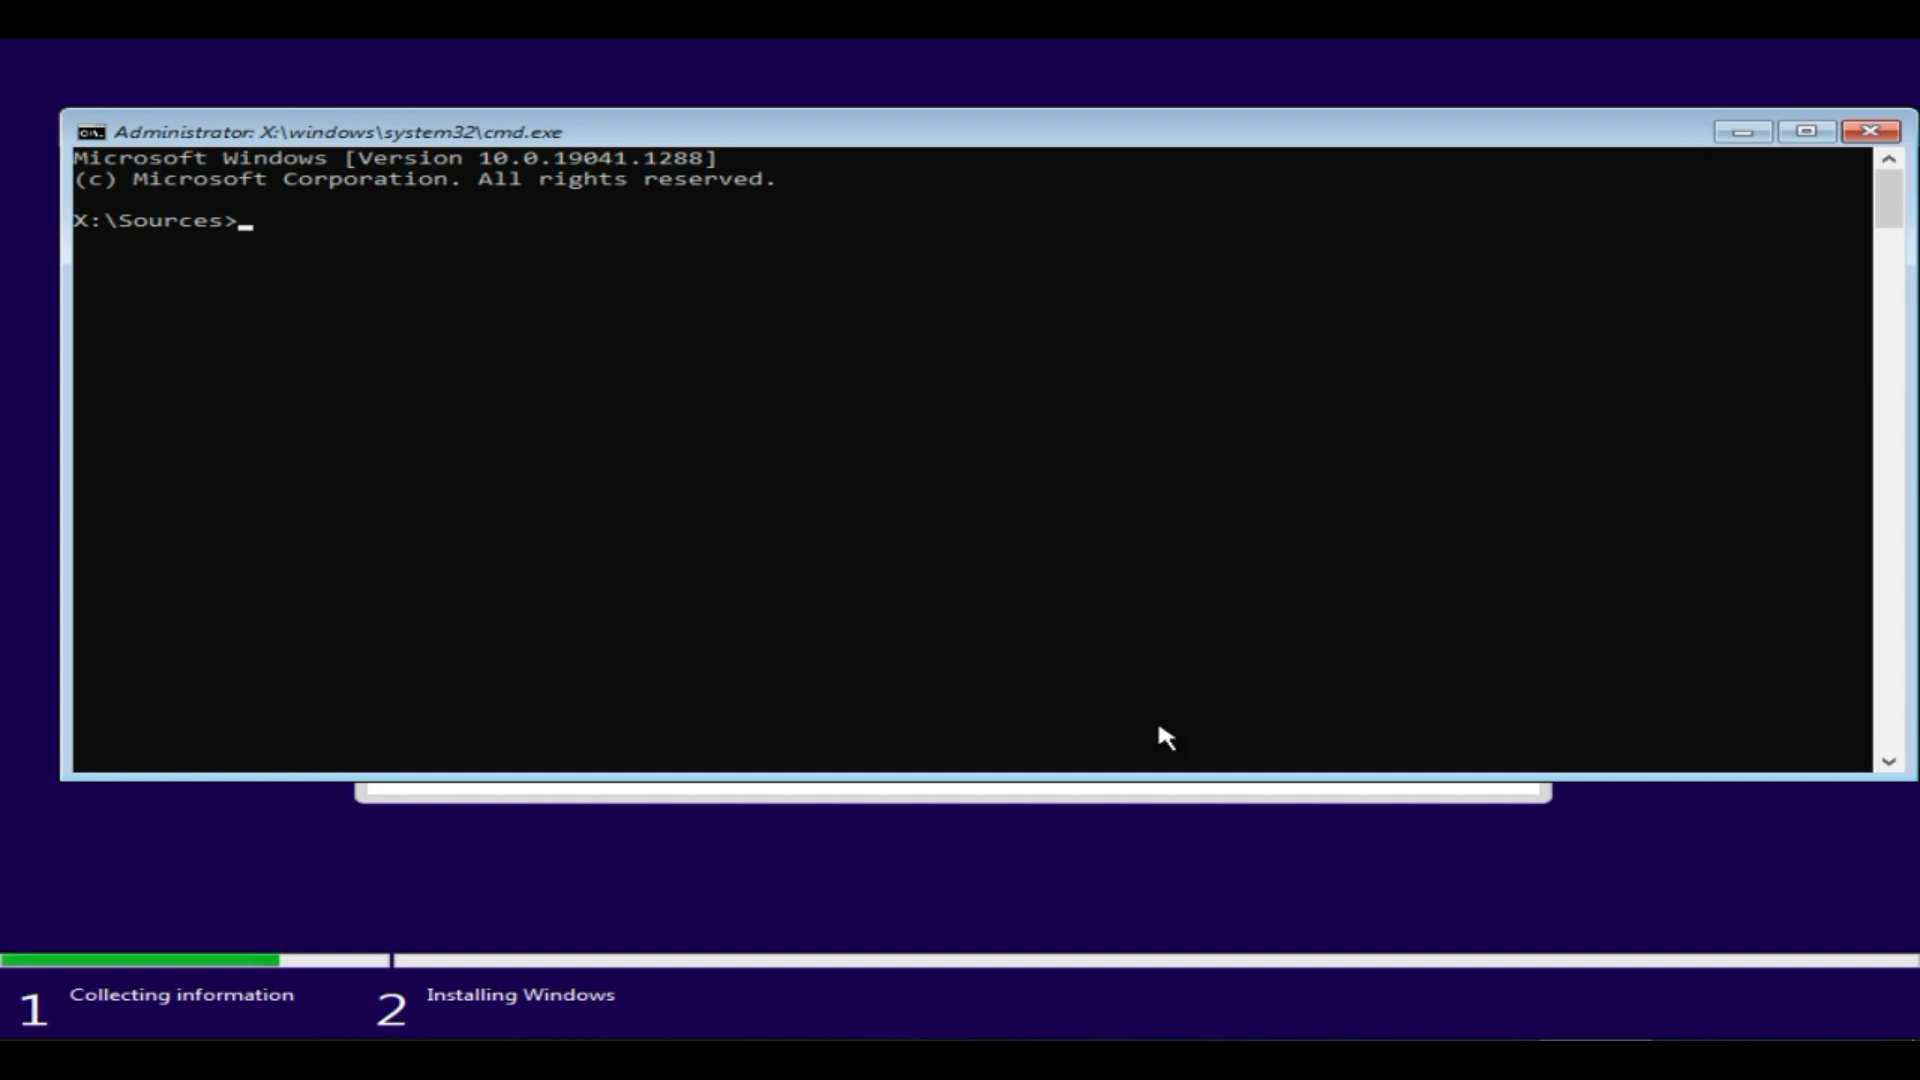 Administrator: X:\windows\system32\cmd.exe
Microsoft Windows [Version 10.0.19041.1288]
(c) Microsoft Corporation. All rights reserved.
X:\Sources>
1 Collecting information
2 Installing Windows